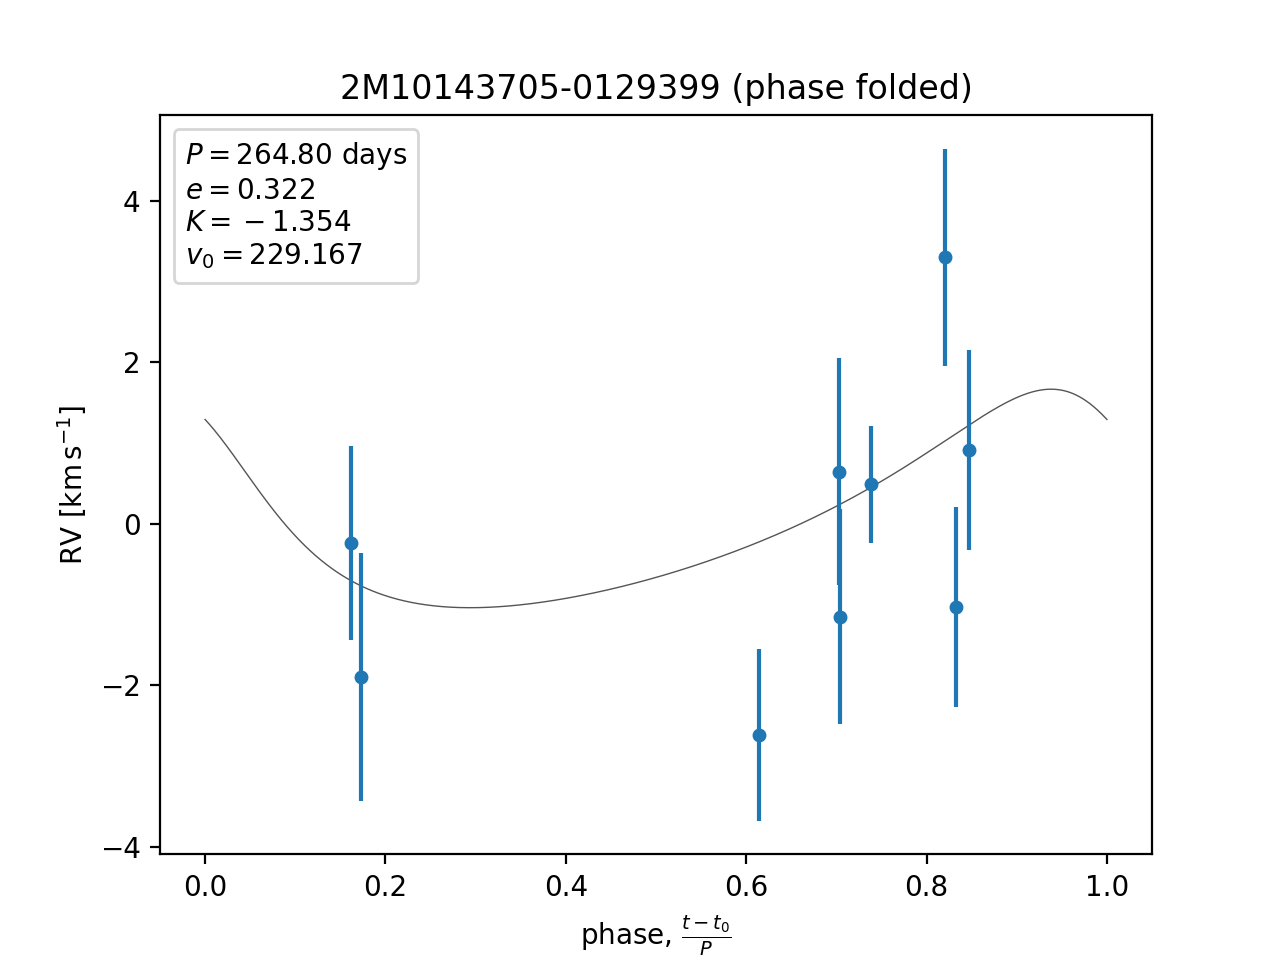 2M10143705-0129399 (phase folded)
P = 264.80 days
e = 0.322
K = −1.354
v₀ = 229.167
RV [km s⁻¹]
4
2
0
−2
−4
0.0 0.2 0.4 0.6 0.8 1.0
phase, (t − t₀)/P